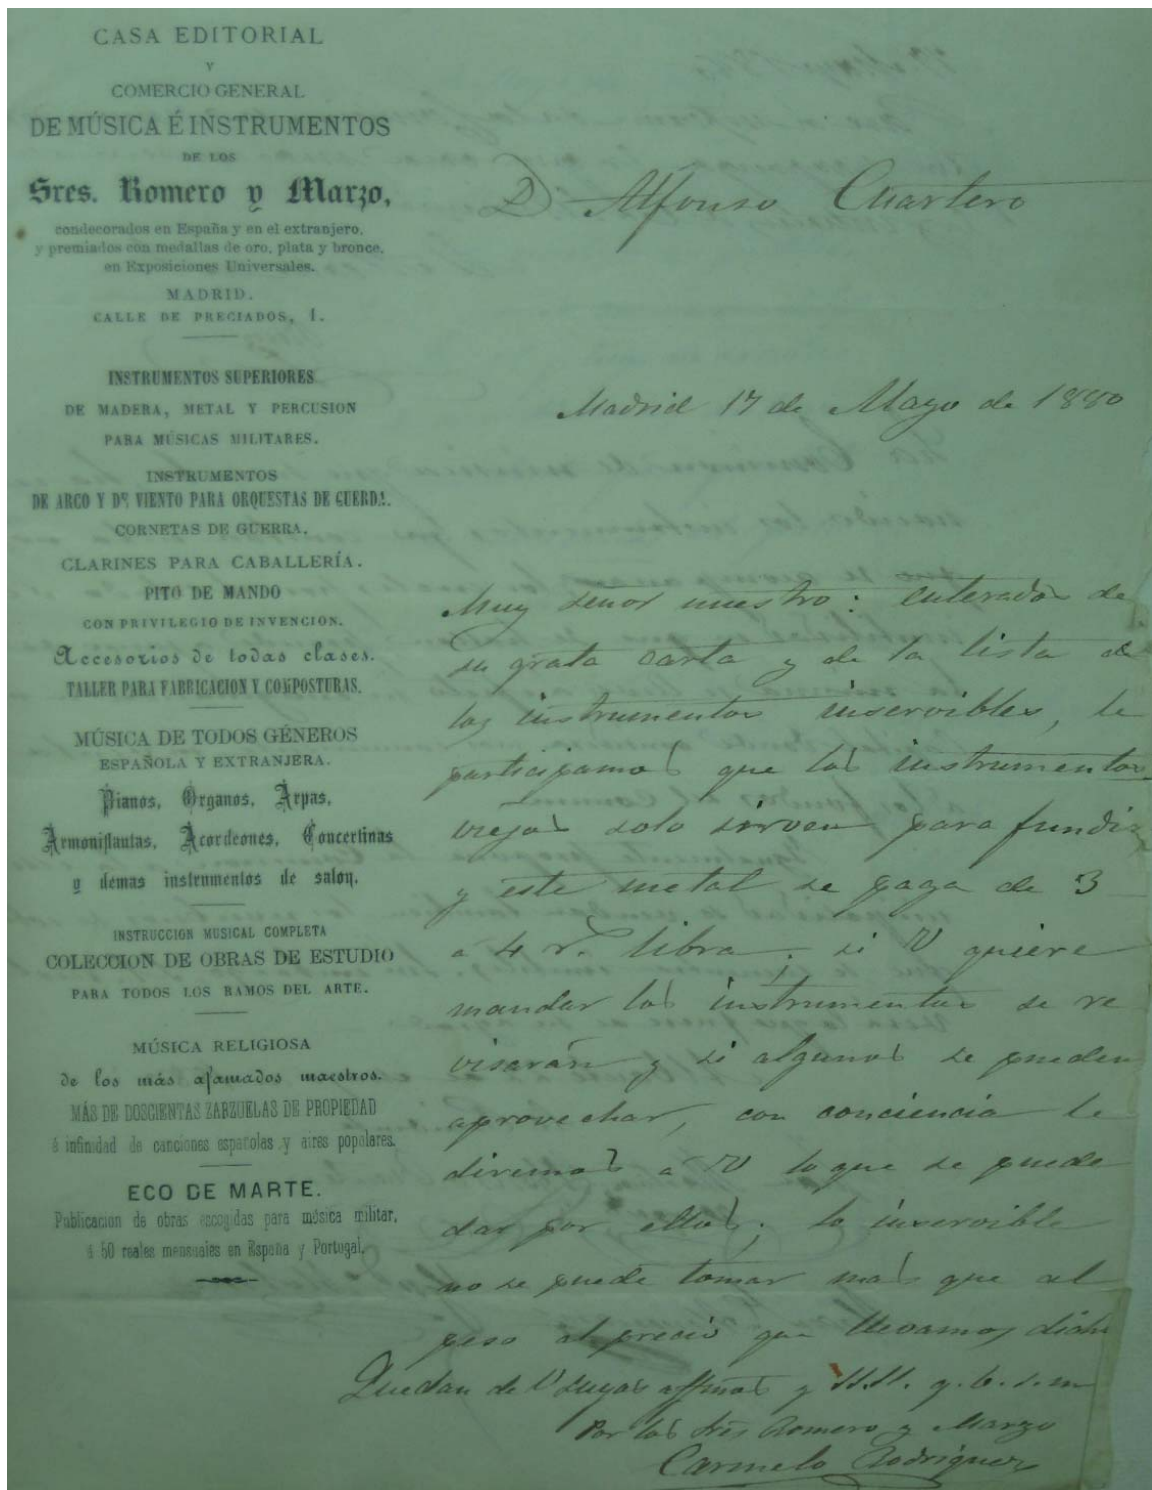 CASA EDITORIAL
Y
COMERCIO GENERAL
DE MÚSICA É INSTRUMENTOS
DE LOS
Sres. Romero y Marzo,
condecorados en España y en el extranjero,
y premiados con medallas de oro, plata y bronce,
en Exposiciones Universales.
MADRID.
CALLE DE PRECIADOS, 1.
INSTRUMENTOS SUPERIORES
DE MADERA, METAL Y PERCUSION
PARA MÚSICAS MILITARES.
INSTRUMENTOS
DE ARCO Y DE VIENTO PARA ORQUESTAS DE CUERDA.
CORNETAS DE GUERRA.
CLARINES PARA CABALLERÍA.
PITO DE MANDO
CON PRIVILEGIO DE INVENCION.
Accesorios de todas clases.
TALLER PARA FABRICACION Y COMPOSTURAS.
MÚSICA DE TODOS GÉNEROS
ESPAÑOLA Y EXTRANJERA.
Pianos, Órganos, Arpas,
Armoniflautas, Acordeones, Concertinas
y demas instrumentos de salon.
INSTRUCCION MUSICAL COMPLETA
COLECCION DE OBRAS DE ESTUDIO
PARA TODOS LOS RAMOS DEL ARTE.
MÚSICA RELIGIOSA
de los más afamados maestros.
MÁS DE DOSCIENTAS ZARZUELAS DE PROPIEDAD
é infinidad de canciones españolas y aires populares.
ECO DE MARTE.
Publicacion de obras escogidas para música militar,
á 50 reales mensuales en España y Portugal.
D Alfonso Cuartero
Madrid 17 de Mayo de 1880
Muy señor nuestro: enterados de
su grata carta y de la lista de
los instrumentos inservibles, le
participamos que los instrumentos
viejos solo sirven para fundir
y este metal se paga de 3
a 4 r. libra; si V quiere
mandar los instrumentos se re
visarán y si algunos se pueden
aprovechar, con conciencia le
diremos a V lo que se puede
dar por ellos; lo inservible
no se puede tomar mas que al
peso al precio que llevamos dicho
Quedan de V suyos affmos y S.S. q.b.s.m
Por los Sres Romero y Marzo
Carmelo Rodriguez